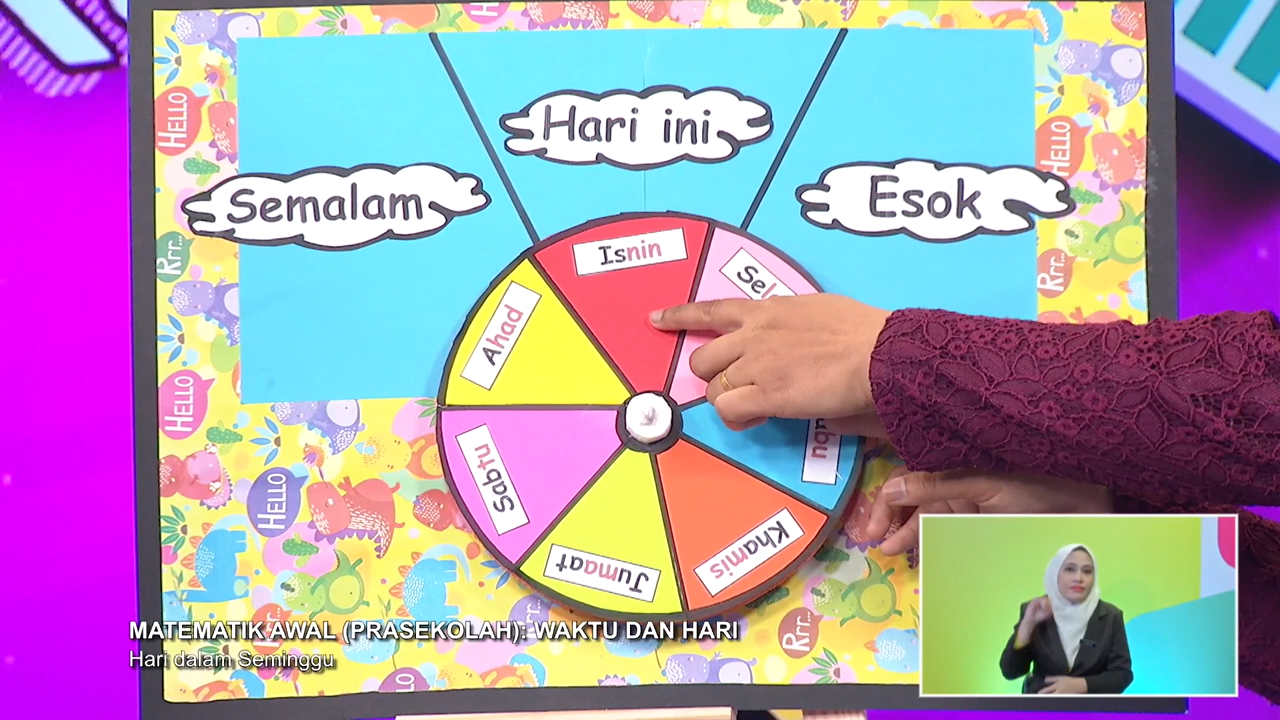 Hari ini
Semalam
Esok
Isnin
Ahad
Sabtu
Jumaat
Khamis
MATEMATIK AWAL (PRASEKOLAH): WAKTU DAN HARI
Hari dalam Seminggu
HELLO
HELLO
Rrr...
Rrr...
HELLO
HELLO
Rrr...